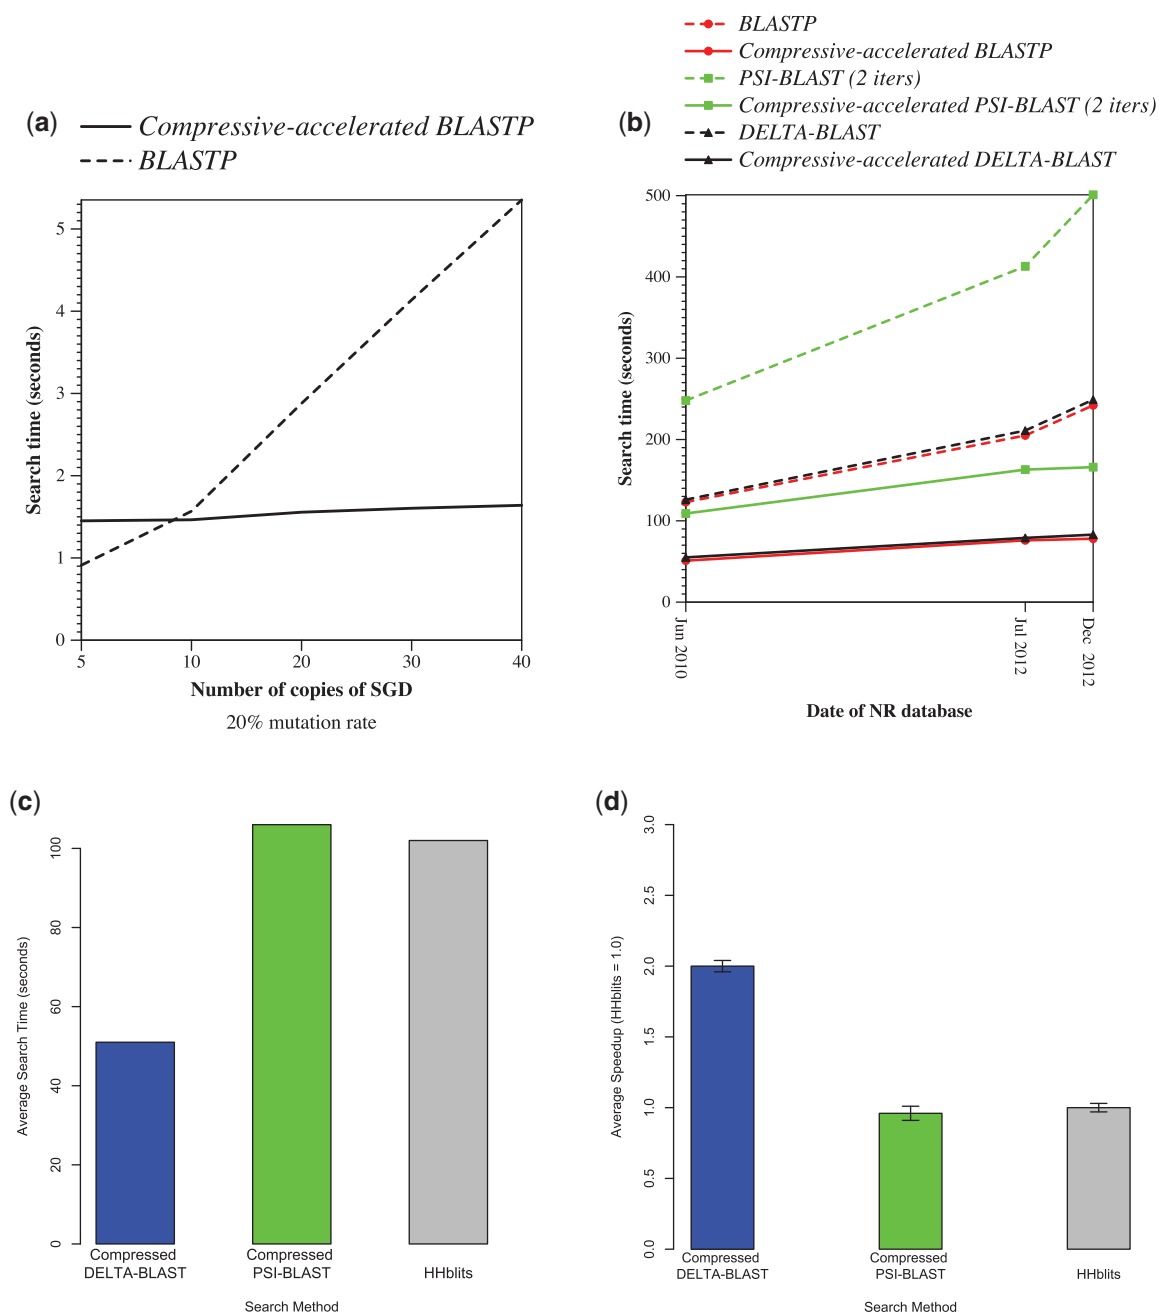 (a)
Compressive-accelerated BLASTP
BLASTP
5
4
3
2
1
0
Search time (seconds)
5 10 20 30 40
Number of copies of SGD
20% mutation rate
(b)
BLASTP
Compressive-accelerated BLASTP
PSI-BLAST (2 iters)
Compressive-accelerated PSI-BLAST (2 iters)
DELTA-BLAST
Compressive-accelerated DELTA-BLAST
500
400
300
200
100
0
Search time (seconds)
Jun 2010
Jul 2012
Dec 2012
Date of NR database
(c)
100
80
60
40
20
0
Average Search Time (seconds)
Compressed
DELTA-BLAST
Compressed
PSI-BLAST
HHblits
Search Method
(d)
3.0
2.5
2.0
1.5
1.0
0.5
0.0
Average Speedup (HHblits = 1.0)
Compressed
DELTA-BLAST
Compressed
PSI-BLAST
HHblits
Search Method